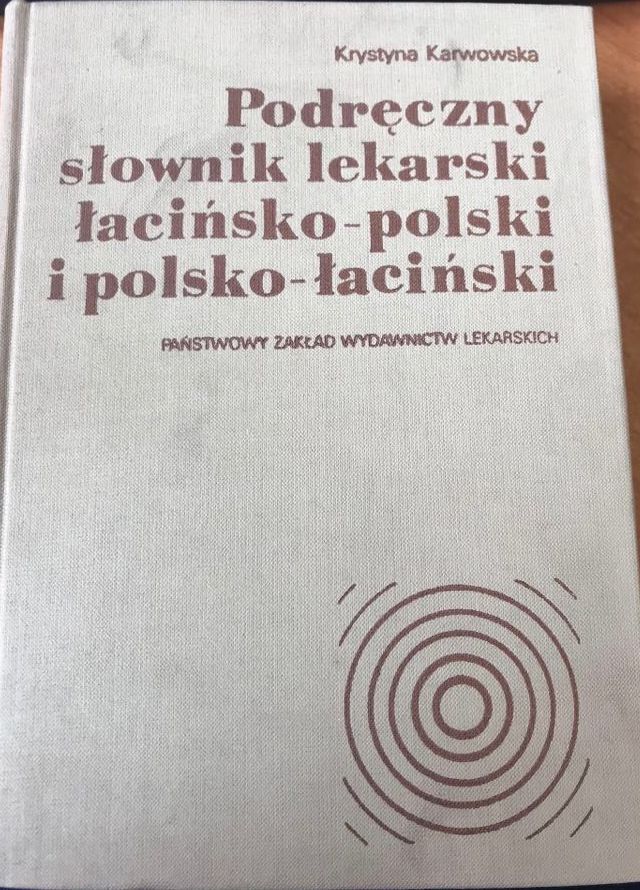 Krystyna Karwowska
Podręczny
słownik lekarski
łacińsko-polski
i polsko-łaciński
PAŃSTWOWY ZAKŁAD WYDAWNICTW LEKARSKICH